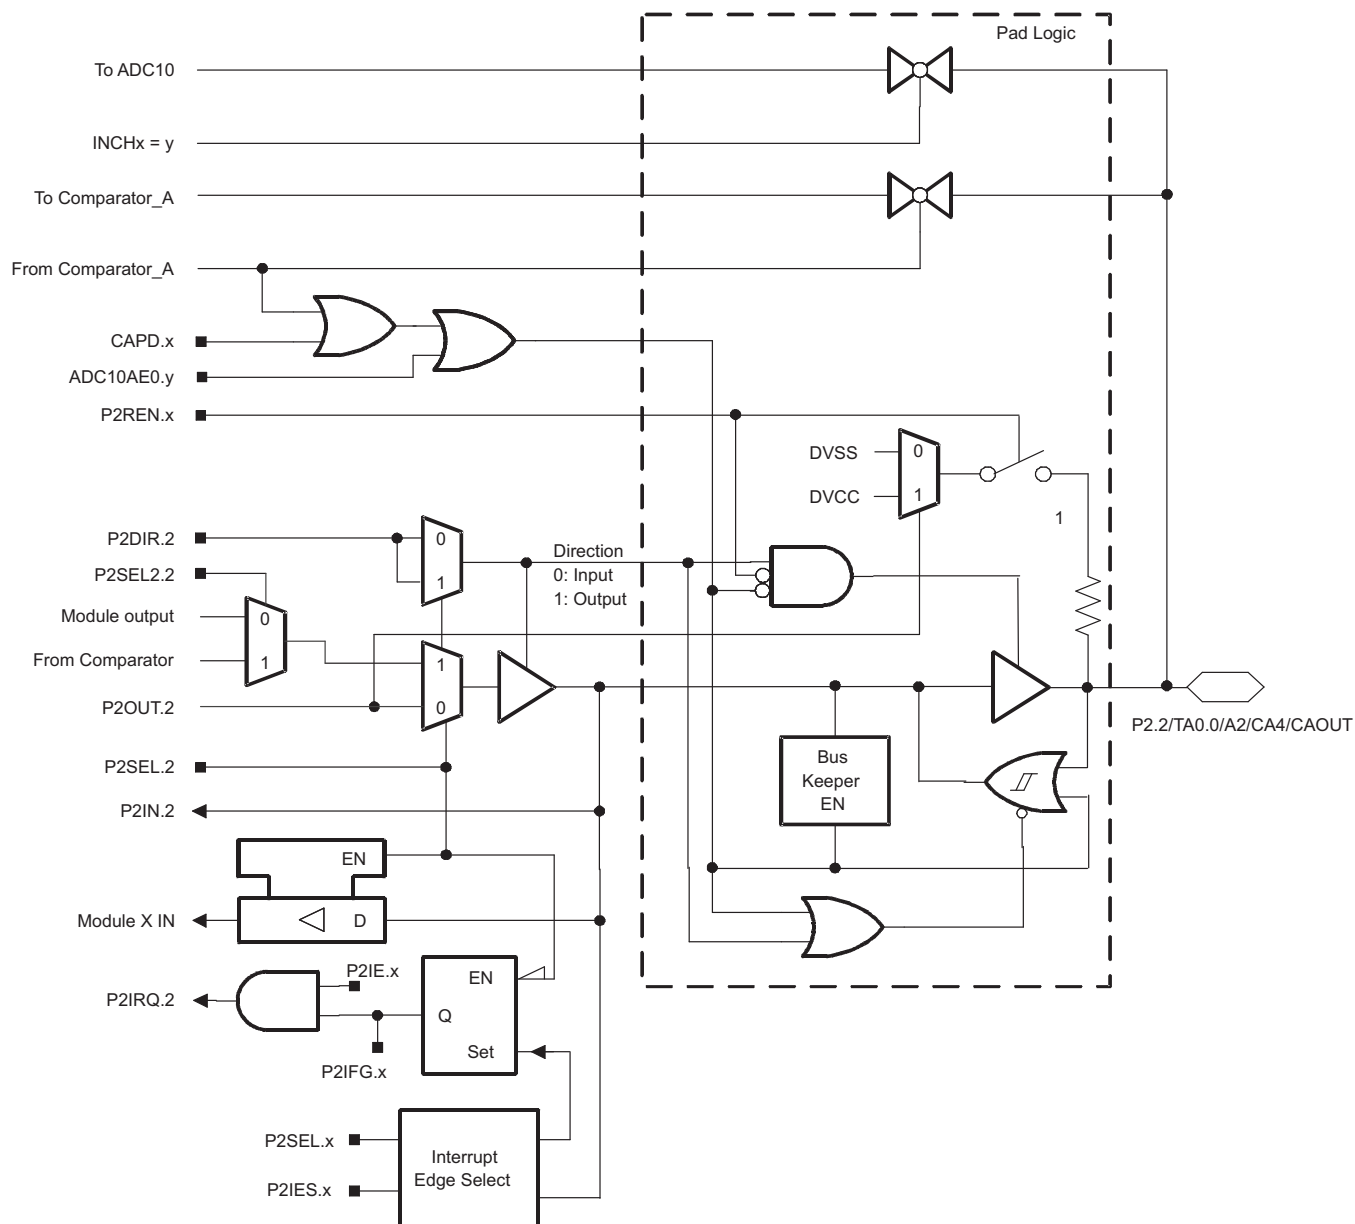 Pad Logic
To ADC10
INCHx = y
To Comparator_A
From Comparator_A
CAPD.x
ADC10AE0.y
P2REN.x
DVSS
0
DVCC
1
1
P2DIR.2
0
Direction
0: Input
1: Output
P2SEL2.2
1
Module output
0
From Comparator
1
1
P2OUT.2
0
P2.2/TA0.0/A2/CA4/CAOUT
Bus
Keeper
EN
P2SEL.2
P2IN.2
EN
Module X IN
D
P2IE.x
EN
P2IRQ.2
Q
Set
P2IFG.x
P2SEL.x
Interrupt
Edge Select
P2IES.x